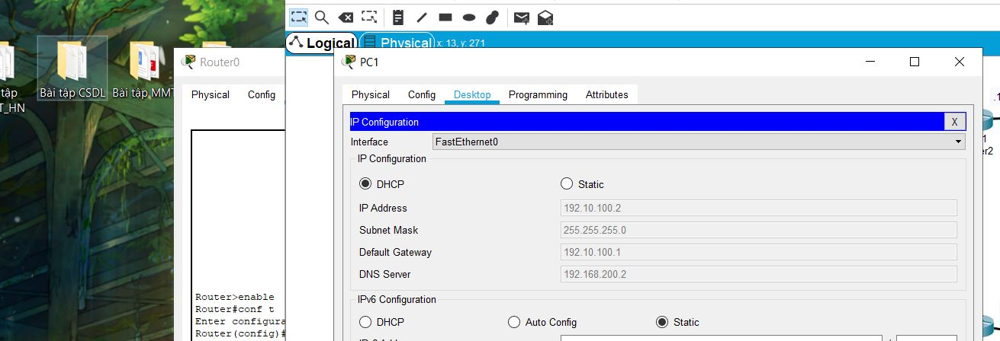 Logical
Physical
x: 13, y: 271
tập
T_HN
Bài tập CSDL
Bài tập MMT
Router0
Physical
Config
Router>enable
Router#conf t
Enter configura
Router(config)#
PC1
Physical
Config
Desktop
Programming
Attributes
IP Configuration
X
Interface
FastEthernet0
IP Configuration
DHCP
Static
IP Address
192.10.100.2
Subnet Mask
255.255.255.0
Default Gateway
192.10.100.1
DNS Server
192.168.200.2
IPv6 Configuration
DHCP
Auto Config
Static
.1
1
er2